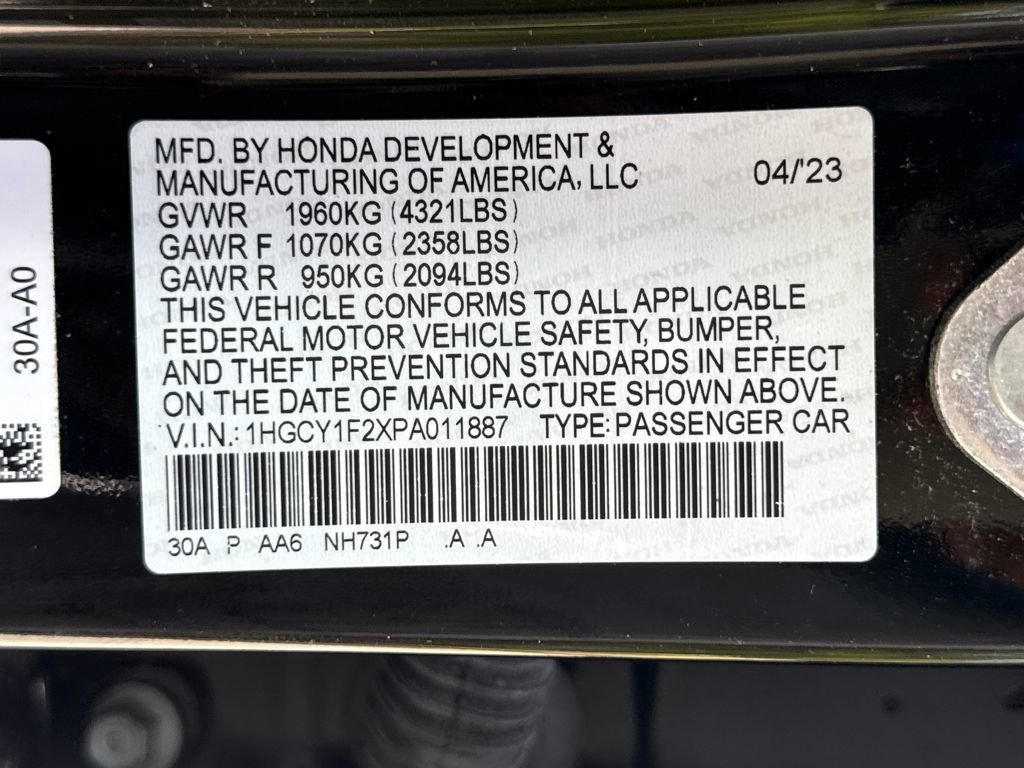 MFD. BY HONDA DEVELOPMENT &
MANUFACTURING OF AMERICA, LLC 04/'23
GVWR 1960KG (4321LBS)
GAWR F 1070KG (2358LBS)
GAWR R 950KG (2094LBS)
THIS VEHICLE CONFORMS TO ALL APPLICABLE
FEDERAL MOTOR VEHICLE SAFETY, BUMPER,
AND THEFT PREVENTION STANDARDS IN EFFECT
ON THE DATE OF MANUFACTURE SHOWN ABOVE.
V.I.N.: 1HGCY1F2XPA011887 TYPE: PASSENGER CAR
30A P AA6 NH731P .A .A
30A-A0